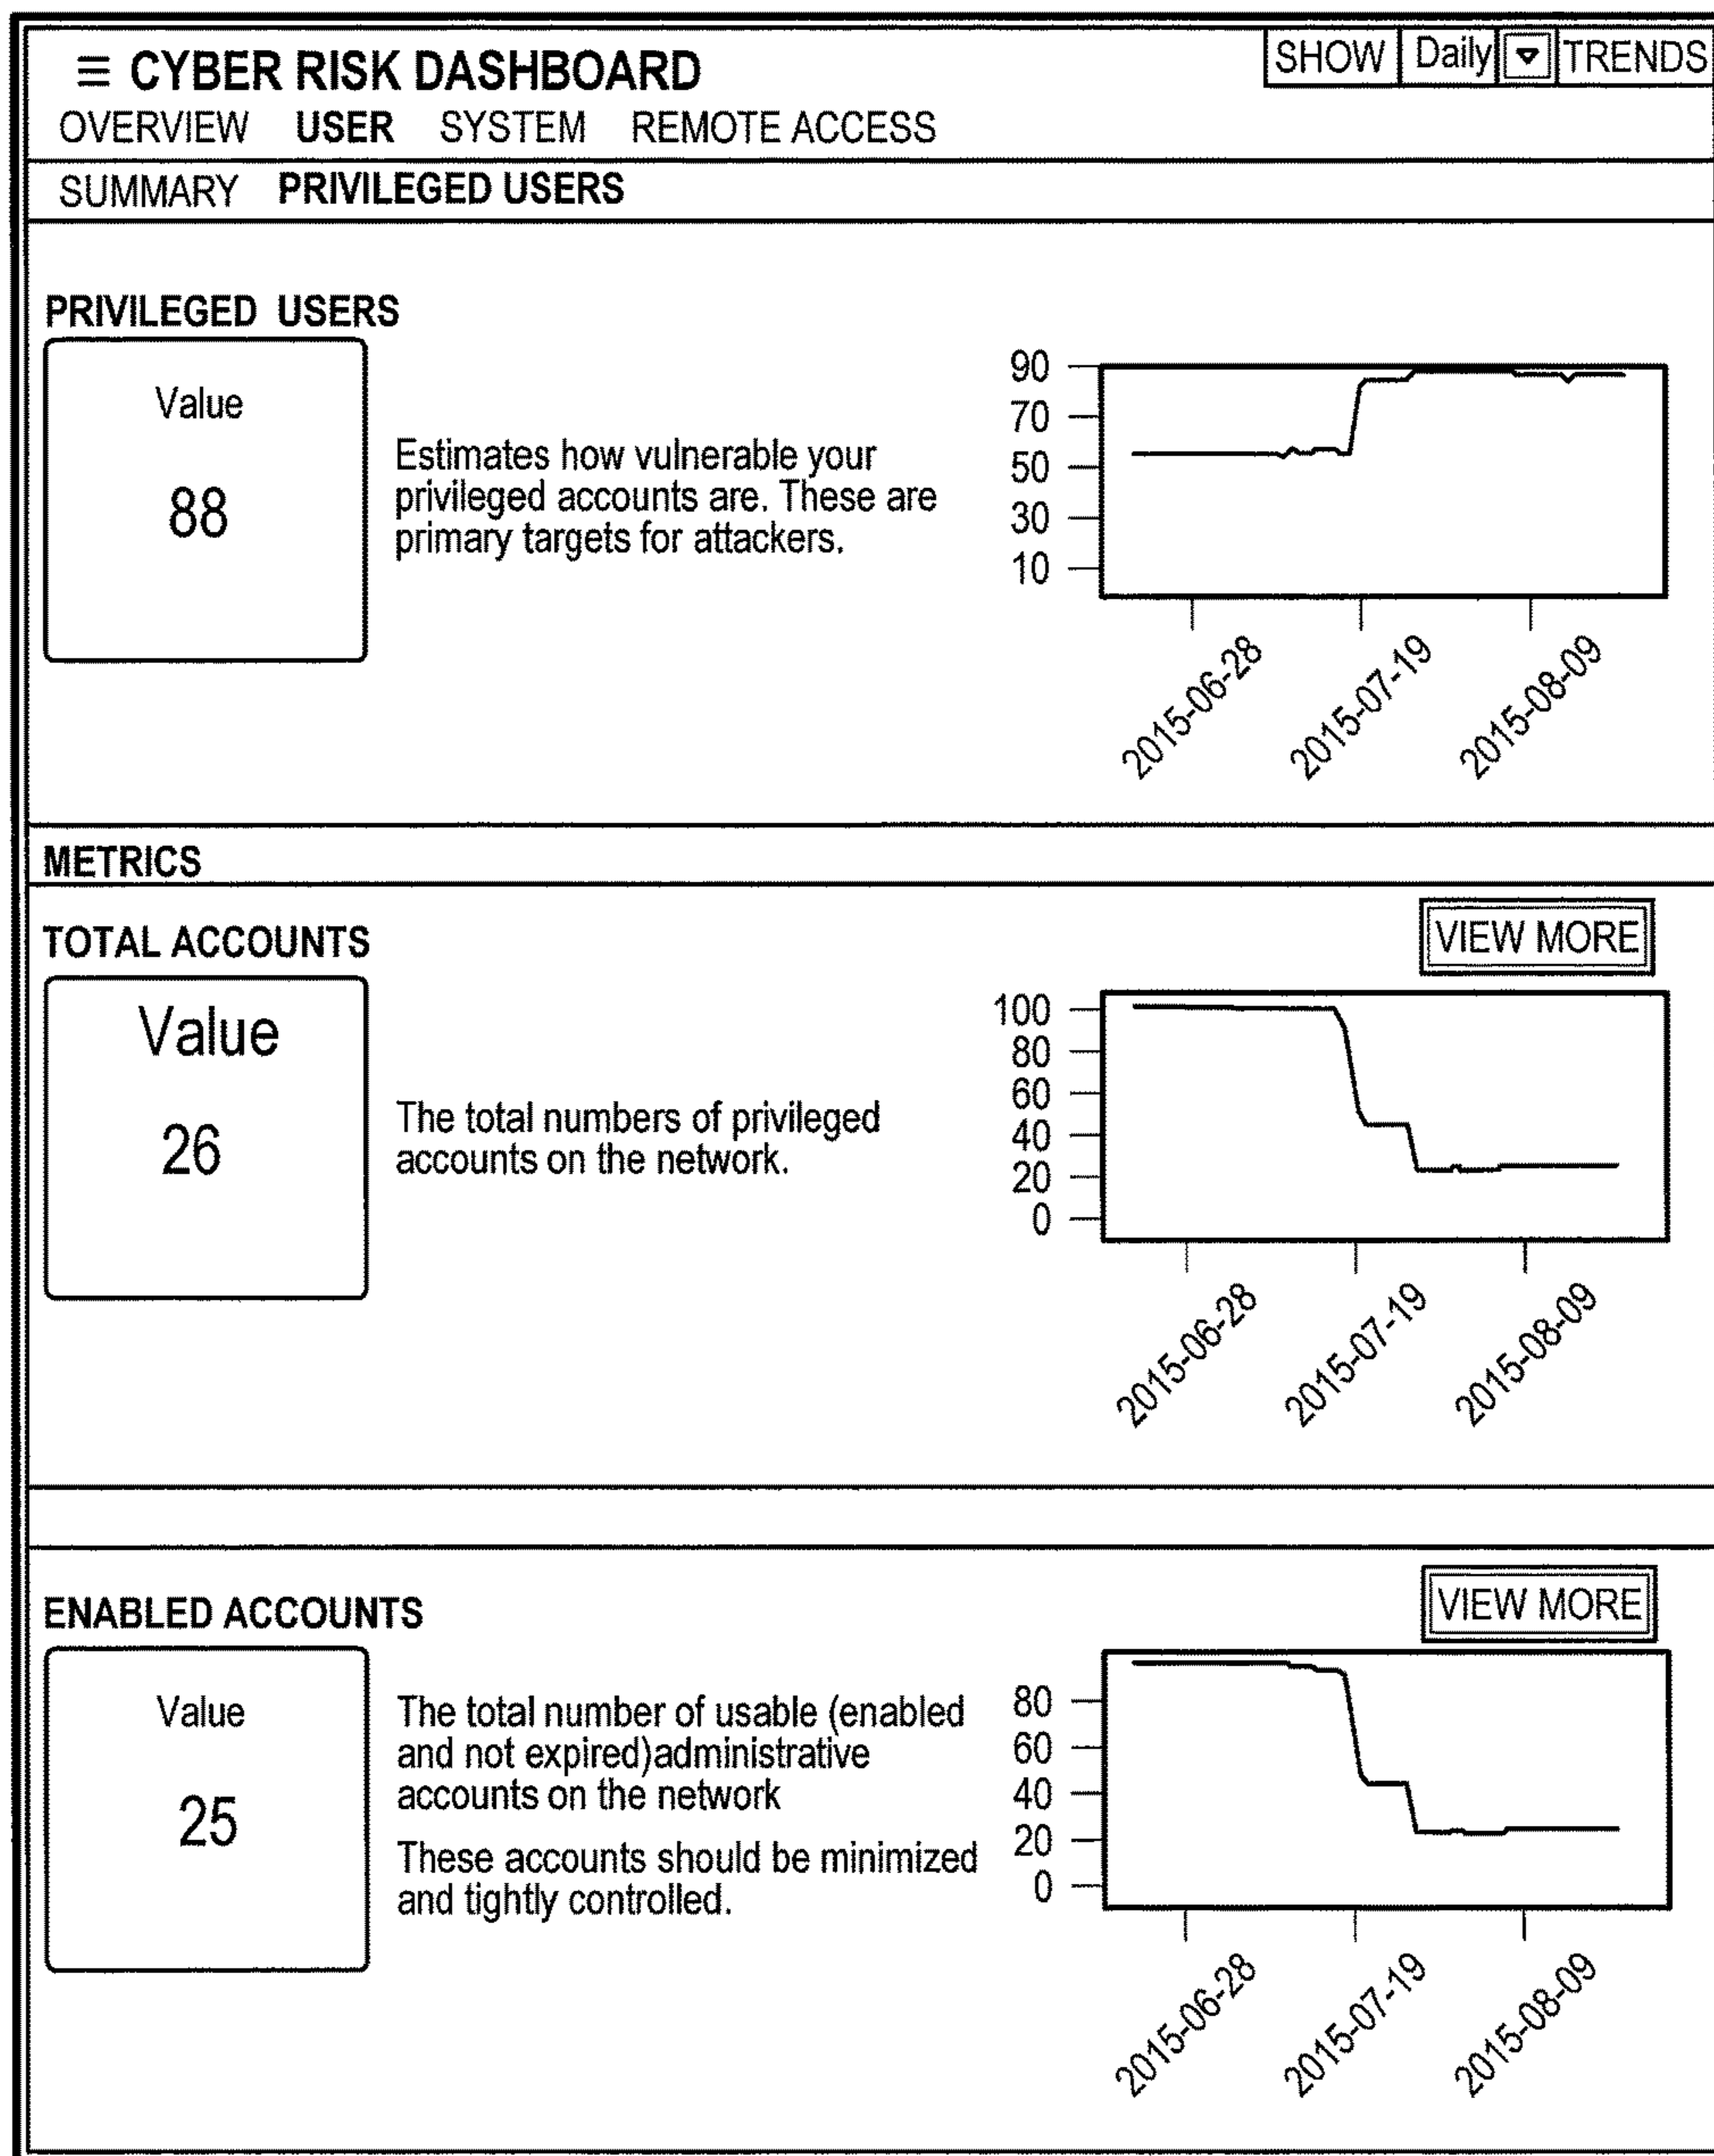 ≡ CYBER RISK DASHBOARD
SHOW Daily TRENDS
OVERVIEW USER SYSTEM REMOTE ACCESS
SUMMARY PRIVILEGED USERS
PRIVILEGED USERS
Value
88
Estimates how vulnerable your
privileged accounts are. These are
primary targets for attackers.
90
70
50
30
10
2015-06-28
2015-07-19
2015-08-09
METRICS
TOTAL ACCOUNTS
VIEW MORE
Value
26
The total numbers of privileged
accounts on the network.
100
80
60
40
20
0
2015-06-28
2015-07-19
2015-08-09
ENABLED ACCOUNTS
VIEW MORE
Value
25
The total number of usable (enabled
and not expired)administrative
accounts on the network
These accounts should be minimized
and tightly controlled.
80
60
40
20
0
2015-06-28
2015-07-19
2015-08-09